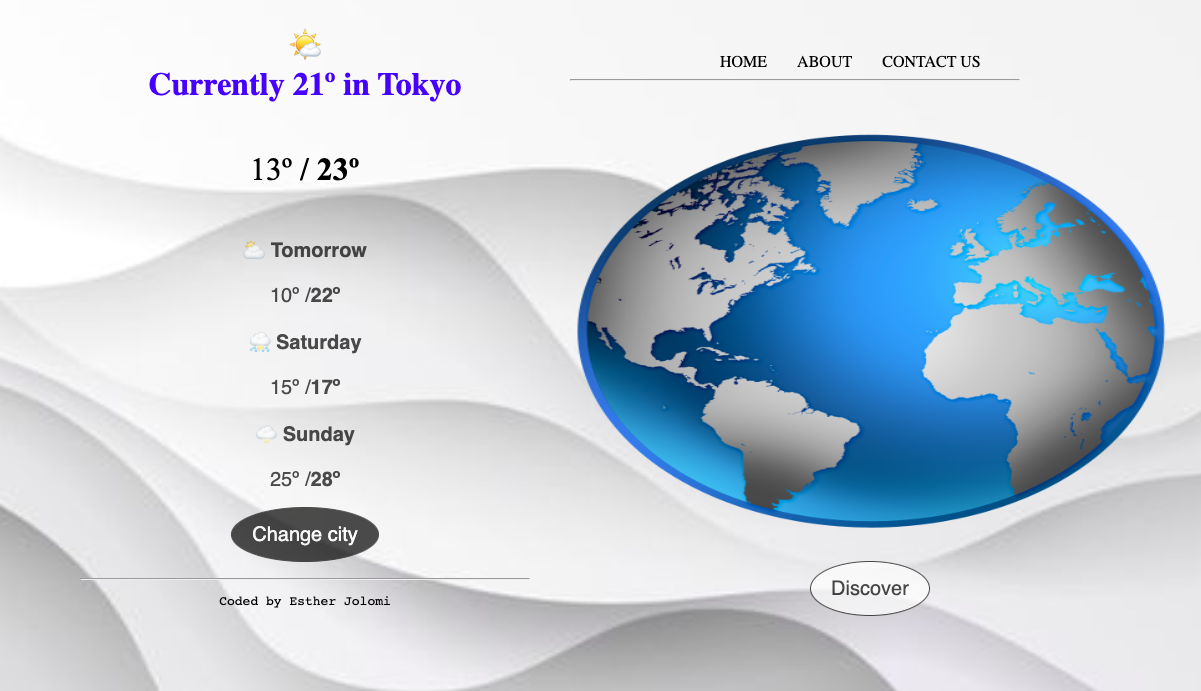 Currently 21º in Tokyo
13º / 23º
Tomorrow
10º /22º
Saturday
15º /17º
Sunday
25º /28º
Change city
Coded by Esther Jolomi
HOME ABOUT CONTACT US
Discover